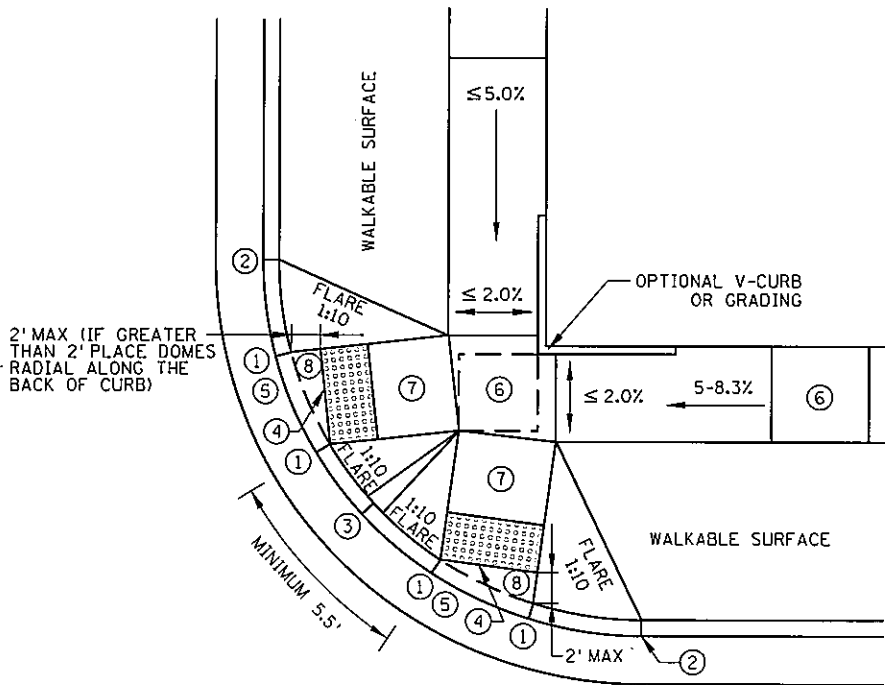 WALKABLE SURFACE
≤5.0%
②
FLARE
1:10
≤ 2.0%
OPTIONAL V-CURB
OR GRADING
2' MAX (IF GREATER
THAN 2' PLACE DOMES
RADIAL ALONG THE
BACK OF CURB)
①
⑤
⑧
④
⑦
⑥
≤ 2.0%
5-8.3%
⑥
①
1:10
FLARE
③
1:10
FLARE
⑦
FLARE
1:10
WALKABLE SURFACE
MINIMUM 5.5'
①
⑤
④
⑧
①
2' MAX
②